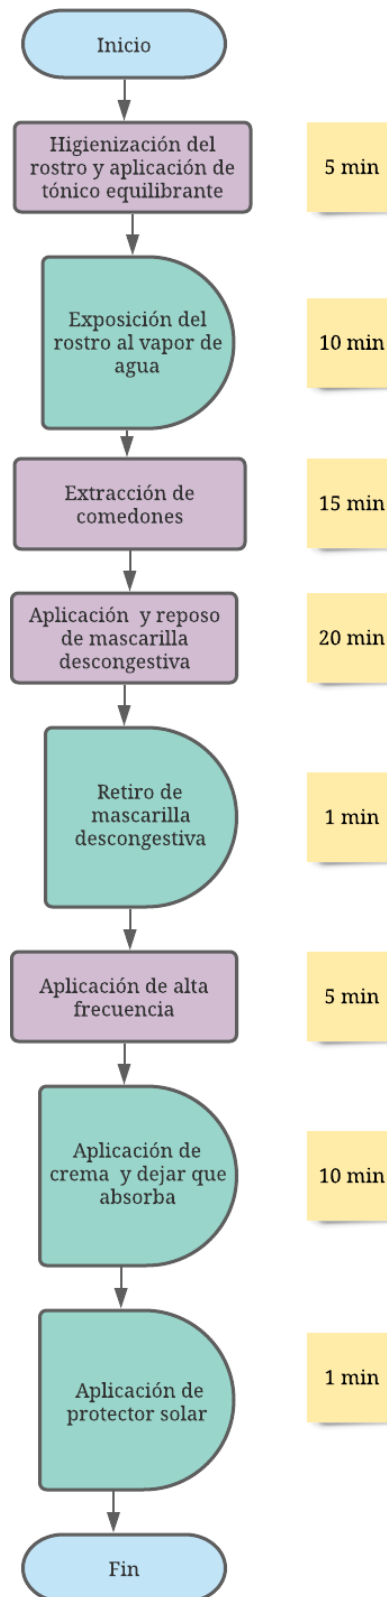 Inicio
Higienización del
rostro y aplicación de
tónico equilibrante
5 min
Exposición del
rostro al vapor de
agua
10 min
Extracción de
comedones
15 min
Aplicación y reposo
de mascarilla
descongestiva
20 min
Retiro de
mascarilla
descongestiva
1 min
Aplicación de alta
frecuencia
5 min
Aplicación de
crema y dejar que
absorba
10 min
Aplicación de
protector solar
1 min
Fin